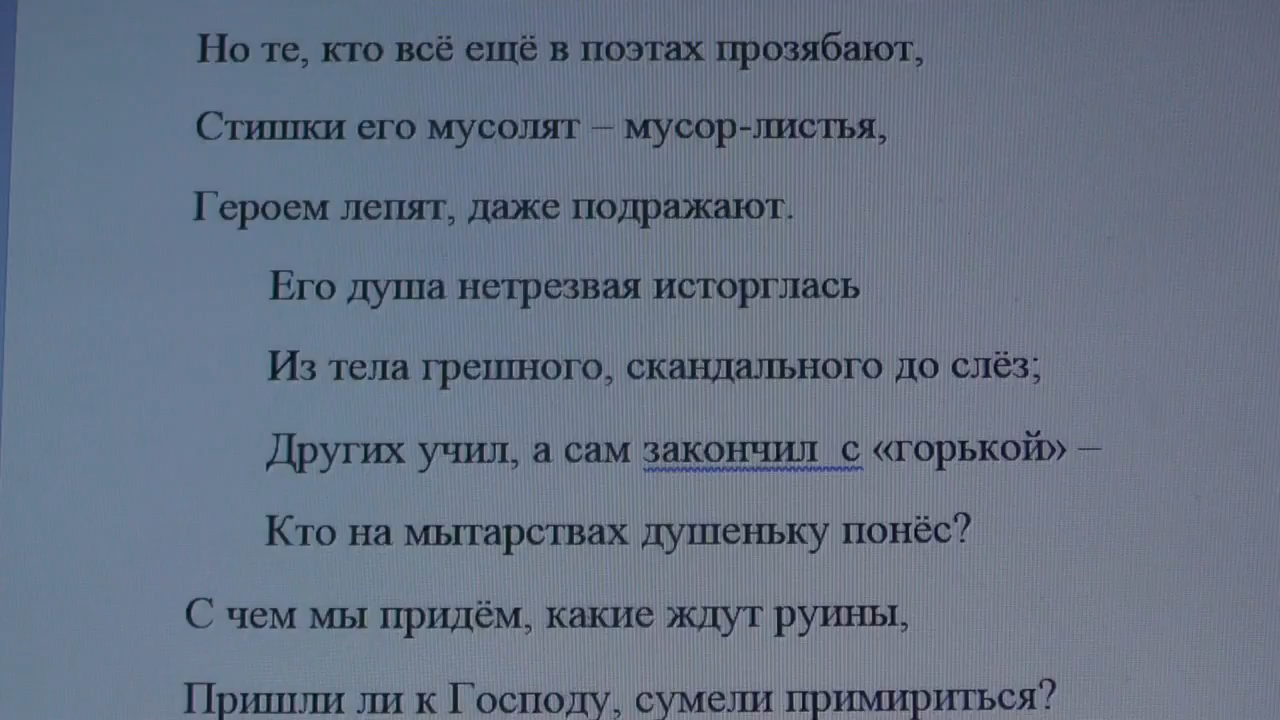 Но те, кто всё ещё в поэтах прозябают,
Стишки его мусолят – мусор-листья,
Героем лепят, даже подражают.
Его душа нетрезвая исторглась
Из тела грешного, скандального до слёз;
Других учил, а сам закончил с «горькой» –
Кто на мытарствах душеньку понёс?
С чем мы придём, какие ждут руины,
Пришли ли к Господу, сумели примириться?